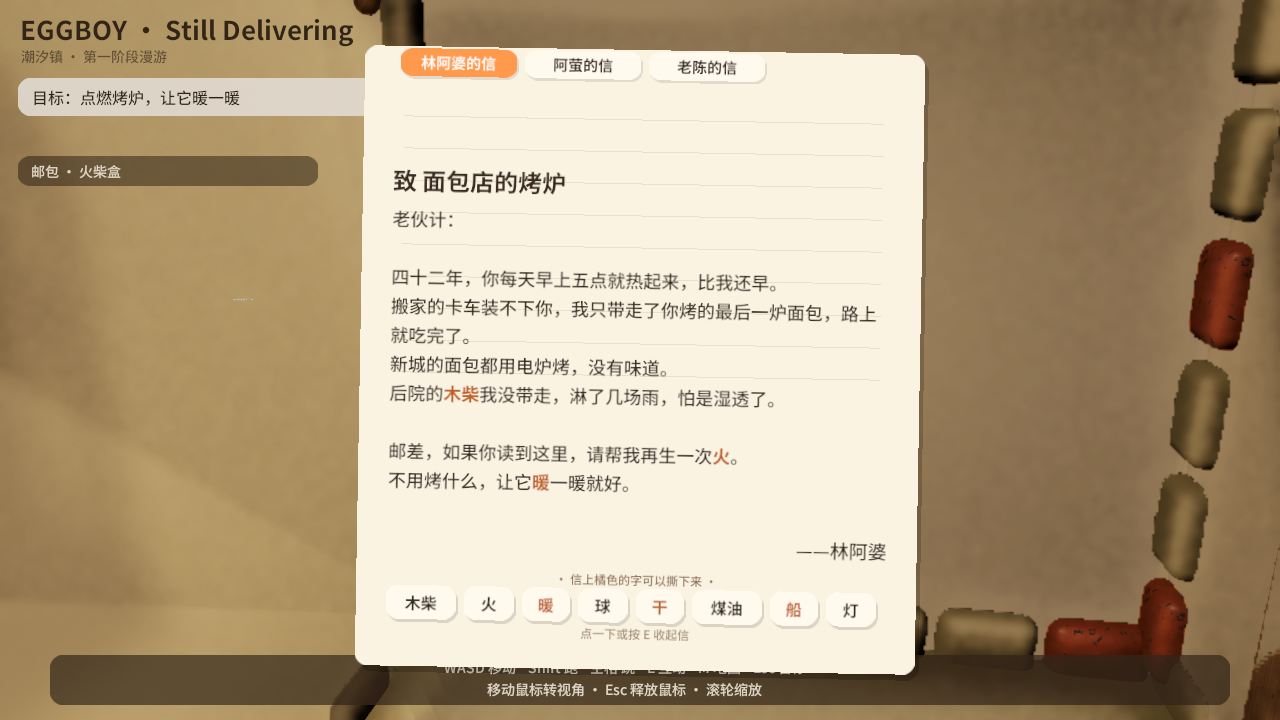 EGGBOY · Still Delivering
潮汐镇 · 第一阶段漫游
目标：点燃烤炉，让它暖一暖
邮包 · 火柴盒
林阿婆的信 阿萤的信 老陈的信
致 面包店的烤炉
老伙计：
四十二年，你每天早上五点就热起来，比我还早。
搬家的卡车装不下你，我只带走了你烤的最后一炉面包，路上
就吃完了。
新城的面包都用电炉烤，没有味道。
后院的木柴我没带走，淋了几场雨，怕是湿透了。
邮差，如果你读到这里，请帮我再生一次火。
不用烤什么，让它暖一暖就好。
——林阿婆
· 信上橘色的字可以撕下来 ·
木柴 火 暖 球 干 煤油 船 灯
点一下或按 E 收起信
WASD 移动
移动鼠标转视角 · Esc 释放鼠标 · 滚轮缩放